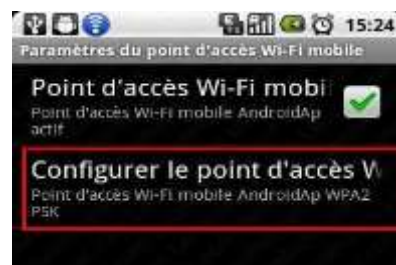 15:24
Paramètres du point d'accès Wi-Fi mobile
Point d'accès Wi-Fi mobi
Point d'accès Wi-Fi mobile AndroidAp
actif
Configurer le point d'accès W
Point d'accès Wi-Fi mobile AndroidAp WPA2
PSK